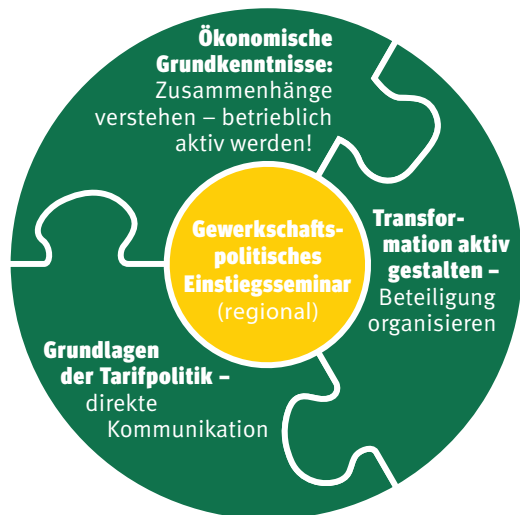 Ökonomische
Grundkenntnisse:
Zusammenhänge
verstehen – betrieblich
aktiv werden!
Gewerkschafts-
politisches
Einstiegsseminar
(regional)
Transfor-
mation aktiv
gestalten –
Beteiligung
organisieren
Grundlagen
der Tarifpolitik –
direkte
Kommunikation